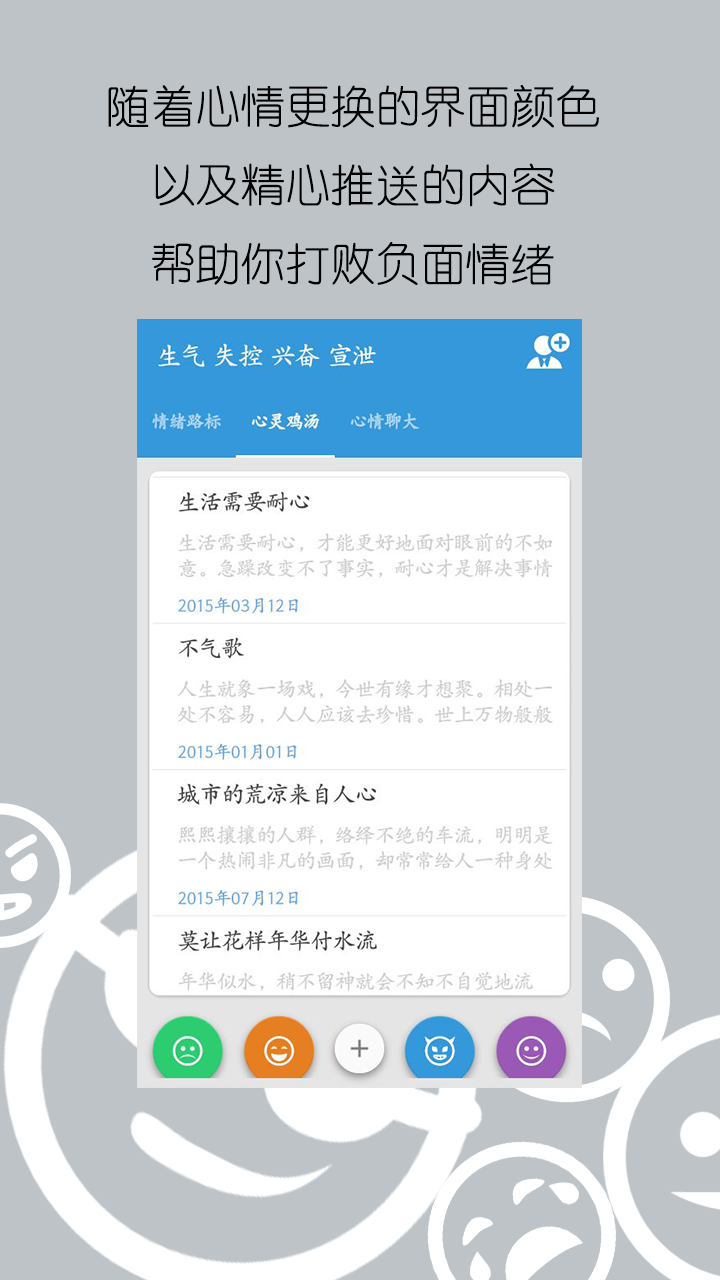 随着心情更换的界面颜色
以及精心推送的内容
帮助你打败负面情绪
生气 失控 兴奋 宣泄
情绪路标 心灵鸡汤 心情聊大
生活需要耐心
生活需要耐心，才能更好地面对眼前的不如
意。急躁改变不了事实，耐心才是解决事情
2015年03月12日
不气歌
人生就象一场戏，今世有缘才想聚。相处一
处不容易，人人应该去珍惜。世上万物般般
2015年01月01日
城市的荒凉来自人心
熙熙攘攘的人群，络绎不绝的车流，明明是
一个热闹非凡的画面，却常常给人一种身处
2015年07月12日
莫让花样年华付水流
年华似水，稍不留神就会不知不自觉地流